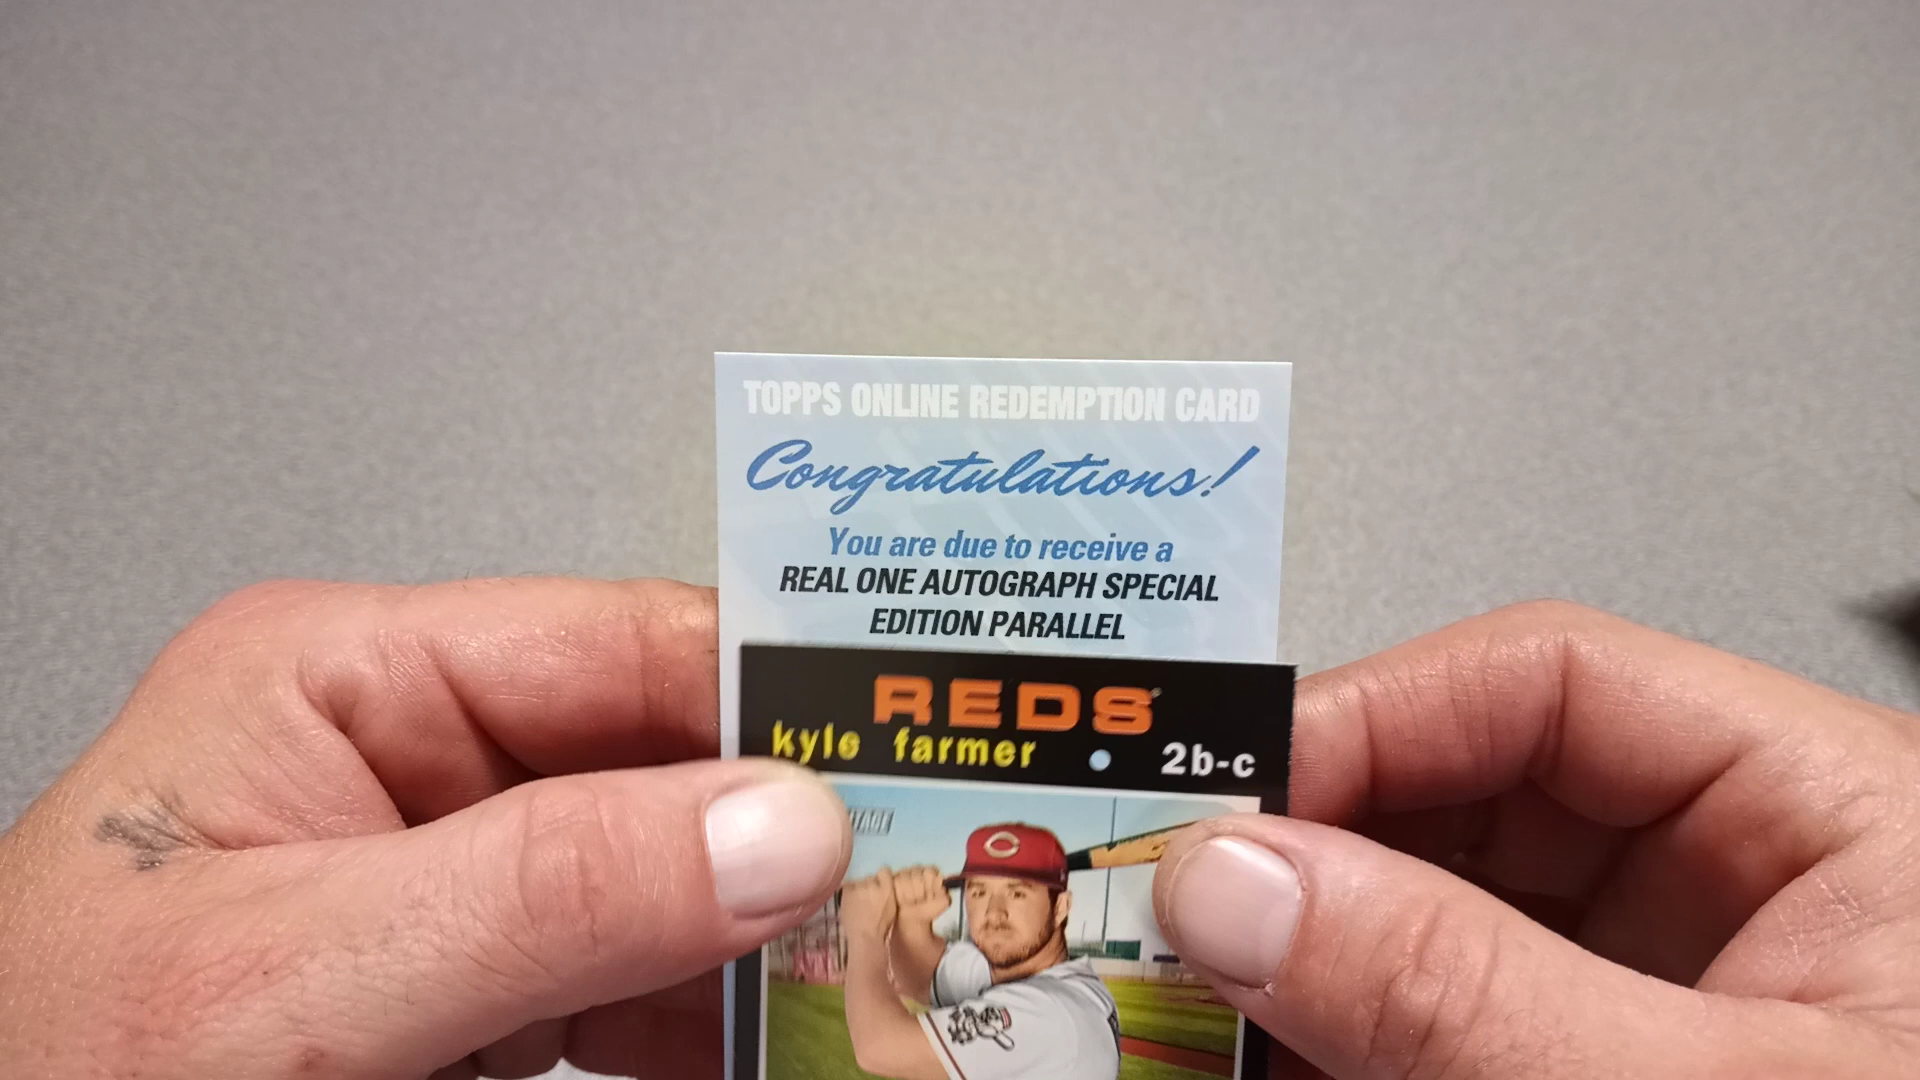 TOPPS ONLINE REDEMPTION CARD
Congratulations!
You are due to receive a
REAL ONE AUTOGRAPH SPECIAL
EDITION PARALLEL
REDS
kyle farmer • 2b-c